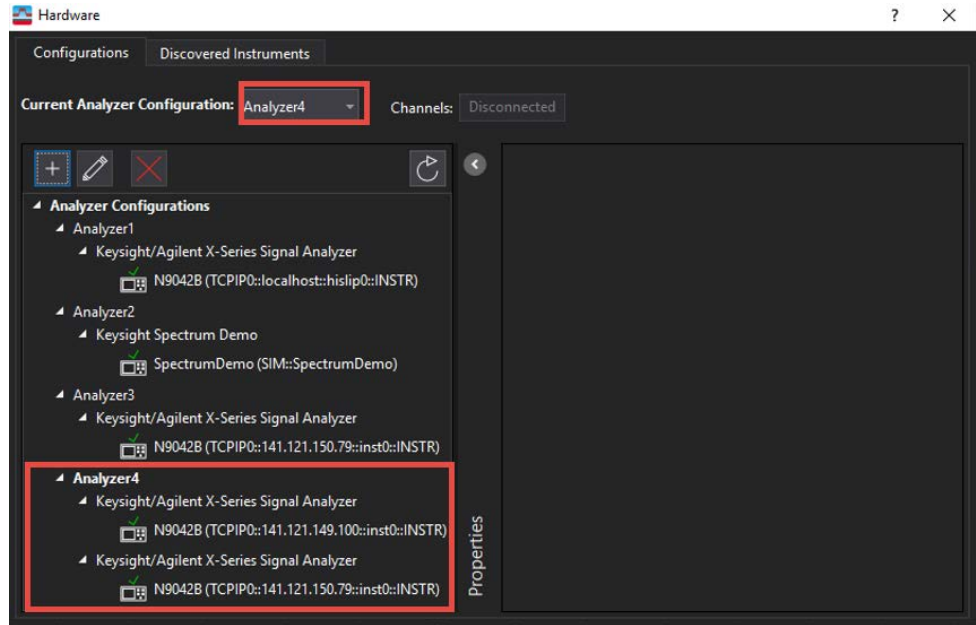 Hardware
?
Configurations Discovered Instruments
Current Analyzer Configuration: Analyzer4 Channels: Disconnected
Analyzer Configurations
Analyzer1
Keysight/Agilent X-Series Signal Analyzer
N9042B (TCPIP0::localhost::hislip0::INSTR)
Analyzer2
Keysight Spectrum Demo
SpectrumDemo (SIM::SpectrumDemo)
Analyzer3
Keysight/Agilent X-Series Signal Analyzer
N9042B (TCPIP0::141.121.150.79::inst0::INSTR)
Analyzer4
Keysight/Agilent X-Series Signal Analyzer
N9042B (TCPIP0::141.121.149.100::inst0::INSTR)
Keysight/Agilent X-Series Signal Analyzer
N9042B (TCPIP0::141.121.150.79::inst0::INSTR)
Properties